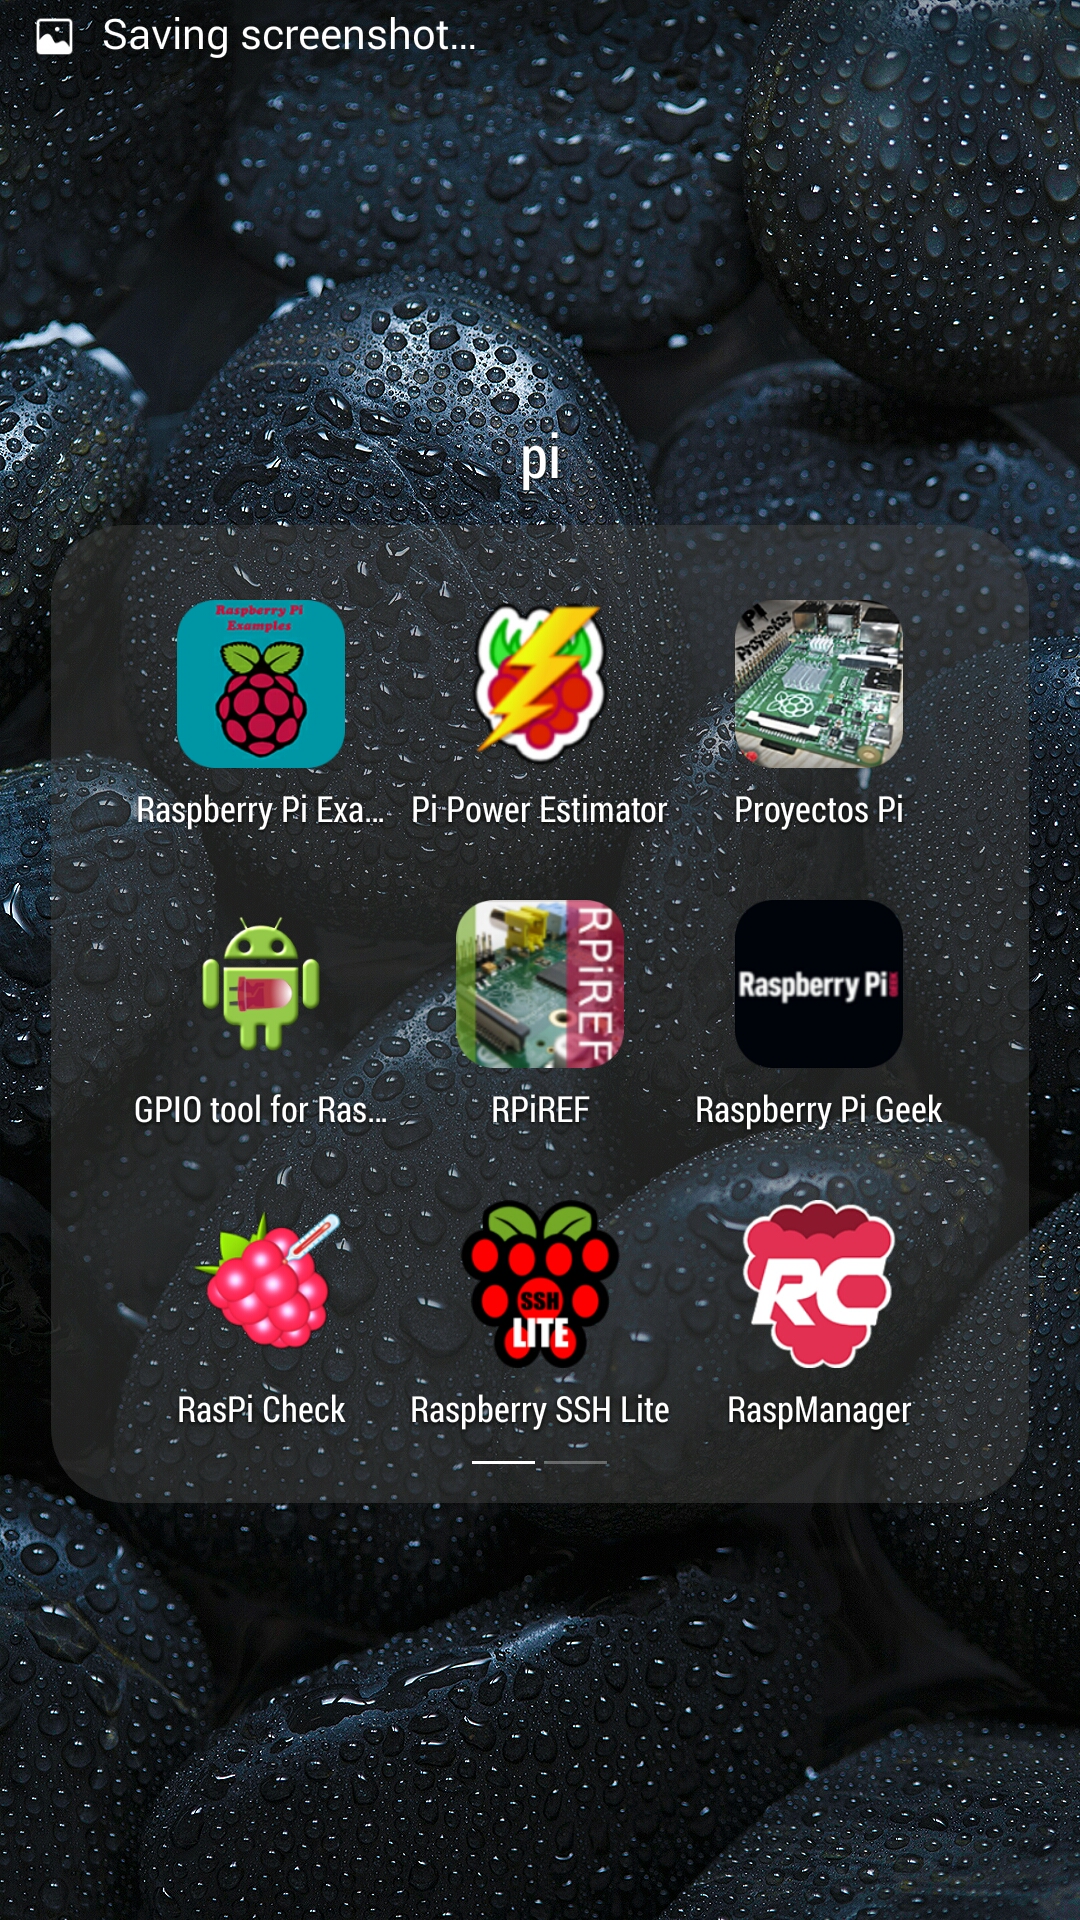 Saving screenshot...
pi
Raspberry Pi
Examples
PI
Proyectos
Raspberry Pi Exa...
Pi Power Estimator
Proyectos Pi
RPiREF
Raspberry Pi GEEK
GPIO tool for Ras...
RPiREF
Raspberry Pi Geek
SSH
LITE
RC
RasPi Check
Raspberry SSH Lite
RaspManager